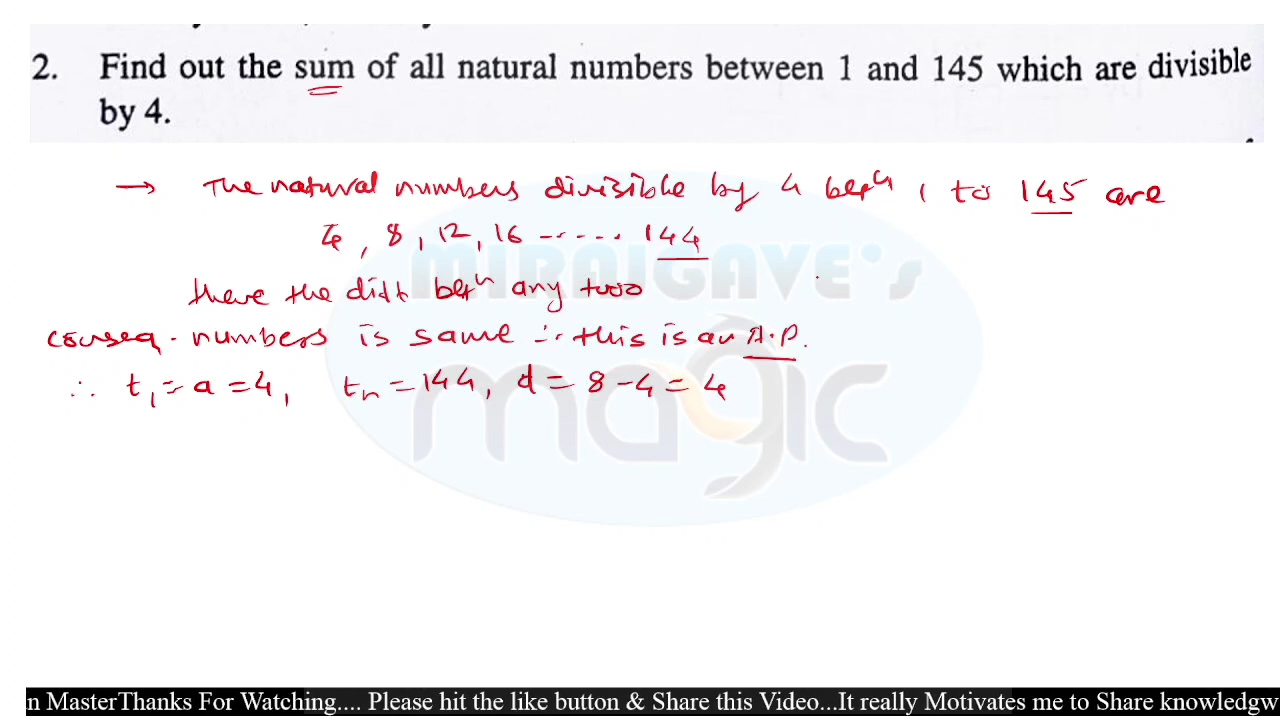 2. Find out the sum of all natural numbers between 1 and 145 which are divisible
by 4.
→ The natural numbers divisible by 4 betⁿ 1 to 145 are
4, 8, 12, 16 ------ 144
MIRAJGAVE's
there the diff betⁿ any two
conseq. numbers is same ∴ this is an A.P.
∴ t₁ = a = 4, tₙ = 144, d = 8 - 4 = 4
magic
n MasterThanks For Watching.... Please hit the like button & Share this Video...It really Motivates me to Share knowledgw